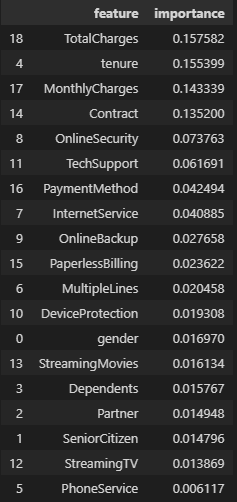 feature importance
18 TotalCharges 0.157582
4 tenure 0.155399
17 MonthlyCharges 0.143339
14 Contract 0.135200
8 OnlineSecurity 0.073763
11 TechSupport 0.061691
16 PaymentMethod 0.042494
7 InternetService 0.040885
9 OnlineBackup 0.027658
15 PaperlessBilling 0.023622
6 MultipleLines 0.020458
10 DeviceProtection 0.019308
0 gender 0.016970
13 StreamingMovies 0.016134
3 Dependents 0.015767
2 Partner 0.014948
1 SeniorCitizen 0.014796
12 StreamingTV 0.013869
5 PhoneService 0.006117